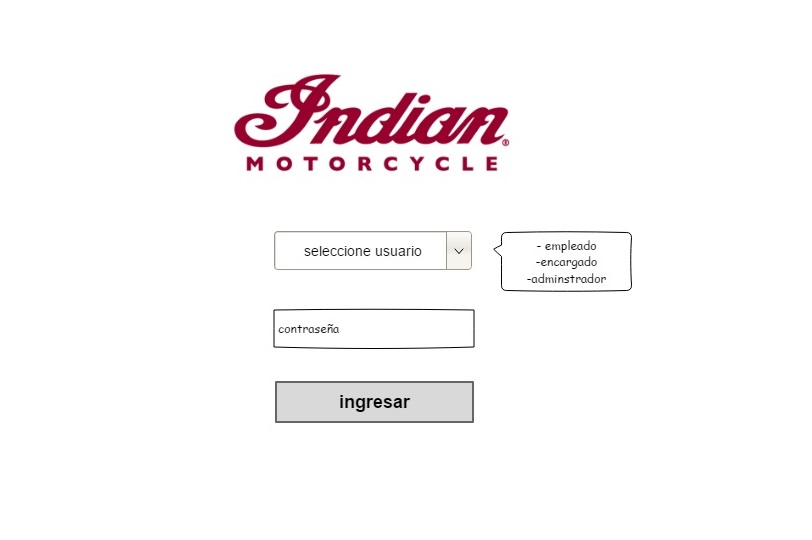 Indian®
MOTORCYCLE
seleccione usuario
- empleado
-encargado
-adminstrador
contraseña
ingresar